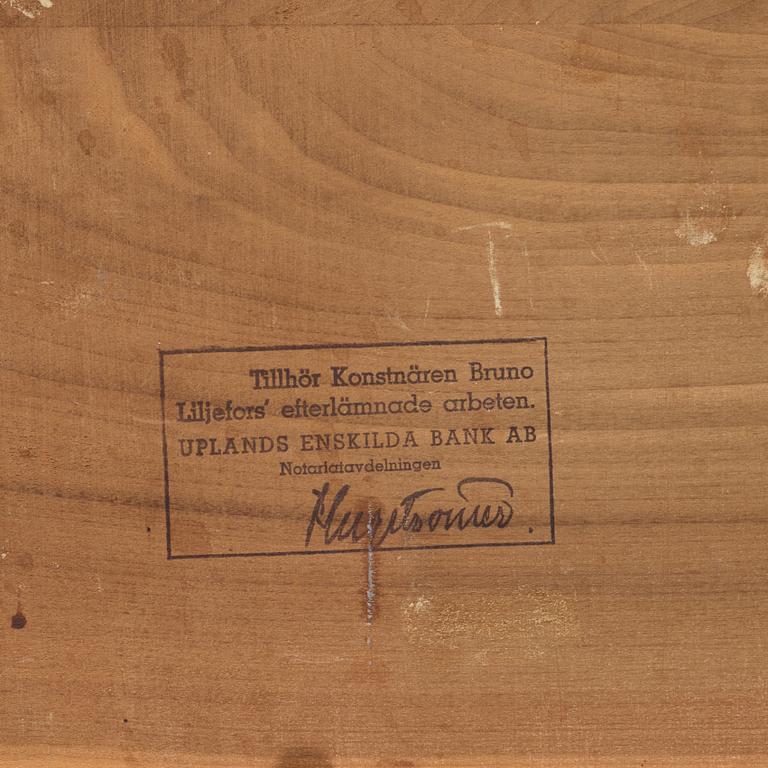 Tillhör Konstnären Bruno
Liljefors' efterlämnade arbeten.
UPLANDS ENSKILDA BANK AB
Notariatavdelningen